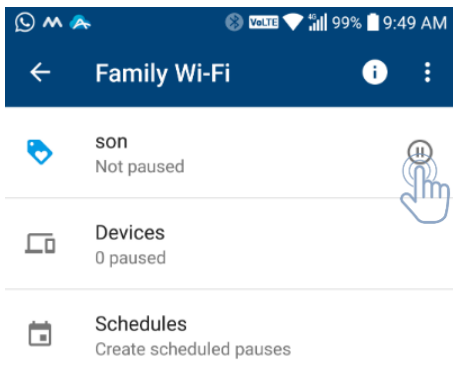 VoLTE 4G 99% 9:49 AM
Family Wi-Fi
son
Not paused
Devices
0 paused
Schedules
Create scheduled pauses